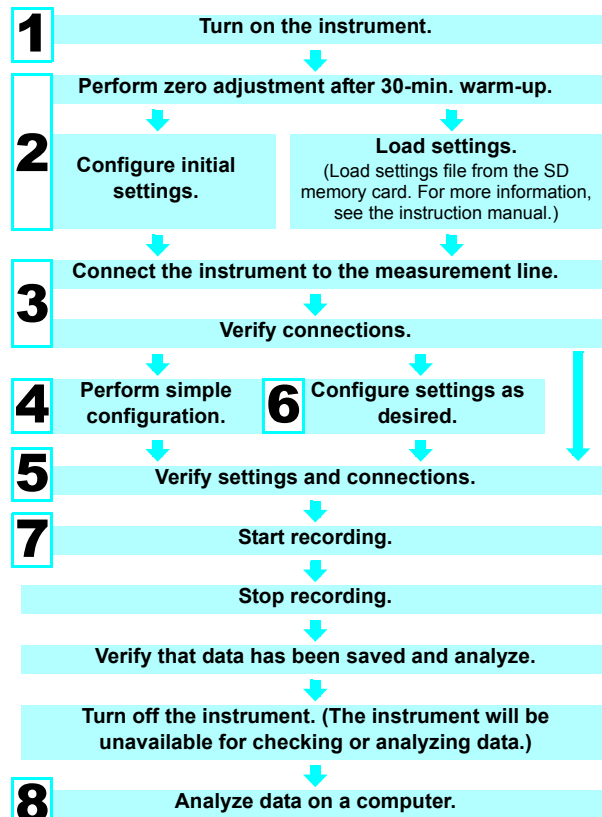 1
Turn on the instrument.
2
Perform zero adjustment after 30-min. warm-up.
Configure initial
settings.
Load settings.
(Load settings file from the SD
memory card. For more information,
see the instruction manual.)
3
Connect the instrument to the measurement line.
Verify connections.
4
Perform simple
configuration.
6
Configure settings as
desired.
5
Verify settings and connections.
7
Start recording.
Stop recording.
Verify that data has been saved and analyze.
Turn off the instrument. (The instrument will be
unavailable for checking or analyzing data.)
8
Analyze data on a computer.